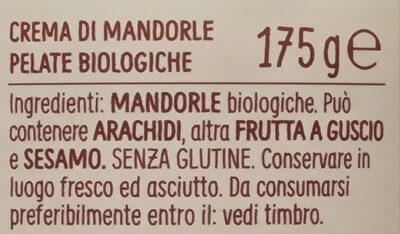 CREMA DI MANDORLE
PELATE BIOLOGICHE
175g℮
Ingredienti: MANDORLE biologiche. Può
contenere ARACHIDI, altra FRUTTA A GUSCIO
e SESAMO. SENZA GLUTINE. Conservare in
luogo fresco ed asciutto. Da consumarsi
preferibilmente entro il: vedi timbro.